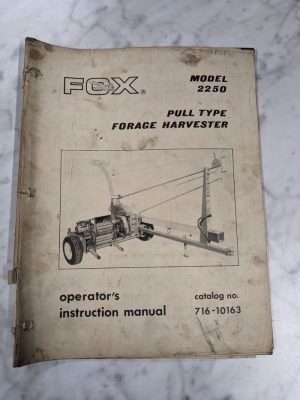 FOX®
MODEL
2250
PULL TYPE
FORAGE HARVESTER
operator's
instruction manual
catalog no.
716-10163